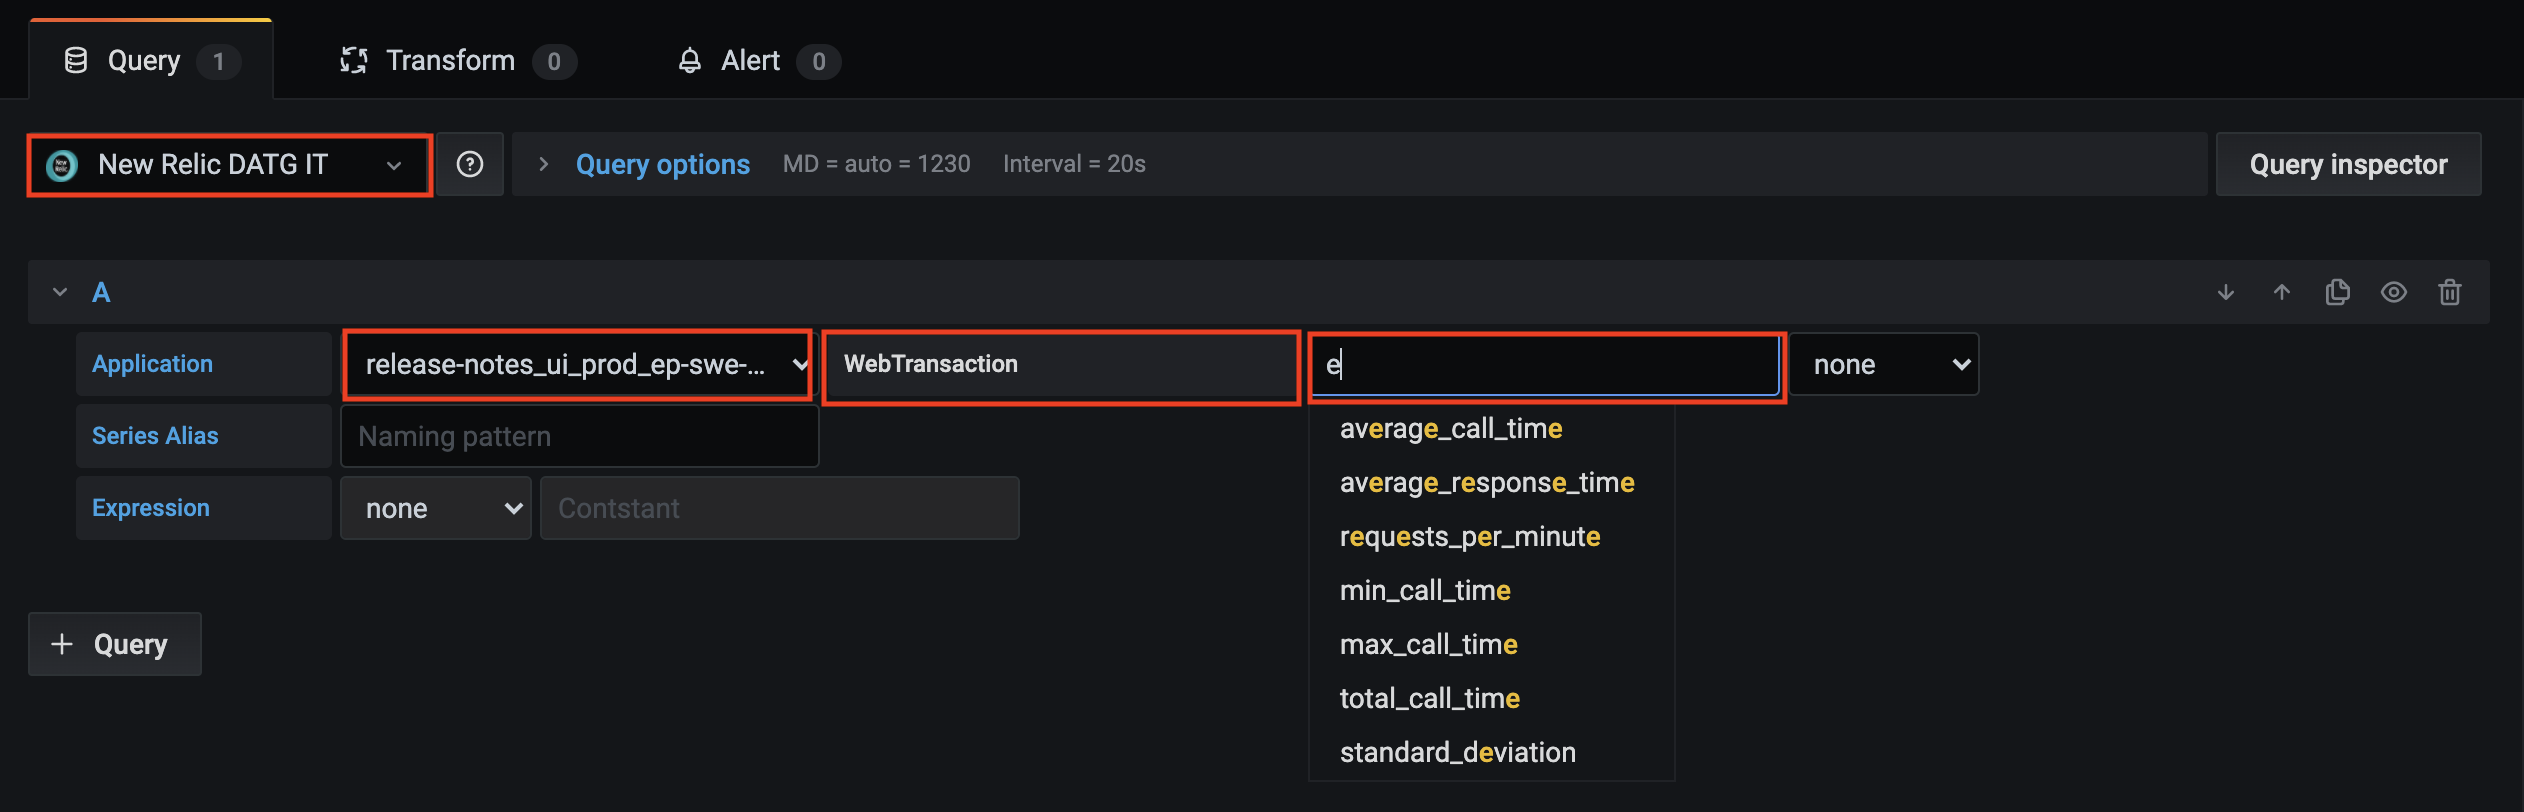 Query 1 Transform 0 Alert 0
New Relic
New Relic DATG IT Query options MD = auto = 1230 Interval = 20s Query inspector
A
Application release-notes_ui_prod_ep-swe-... WebTransaction e none
Series Alias Naming pattern
Expression none Contstant
average_call_time
average_response_time
requests_per_minute
min_call_time
max_call_time
total_call_time
standard_deviation
+ Query